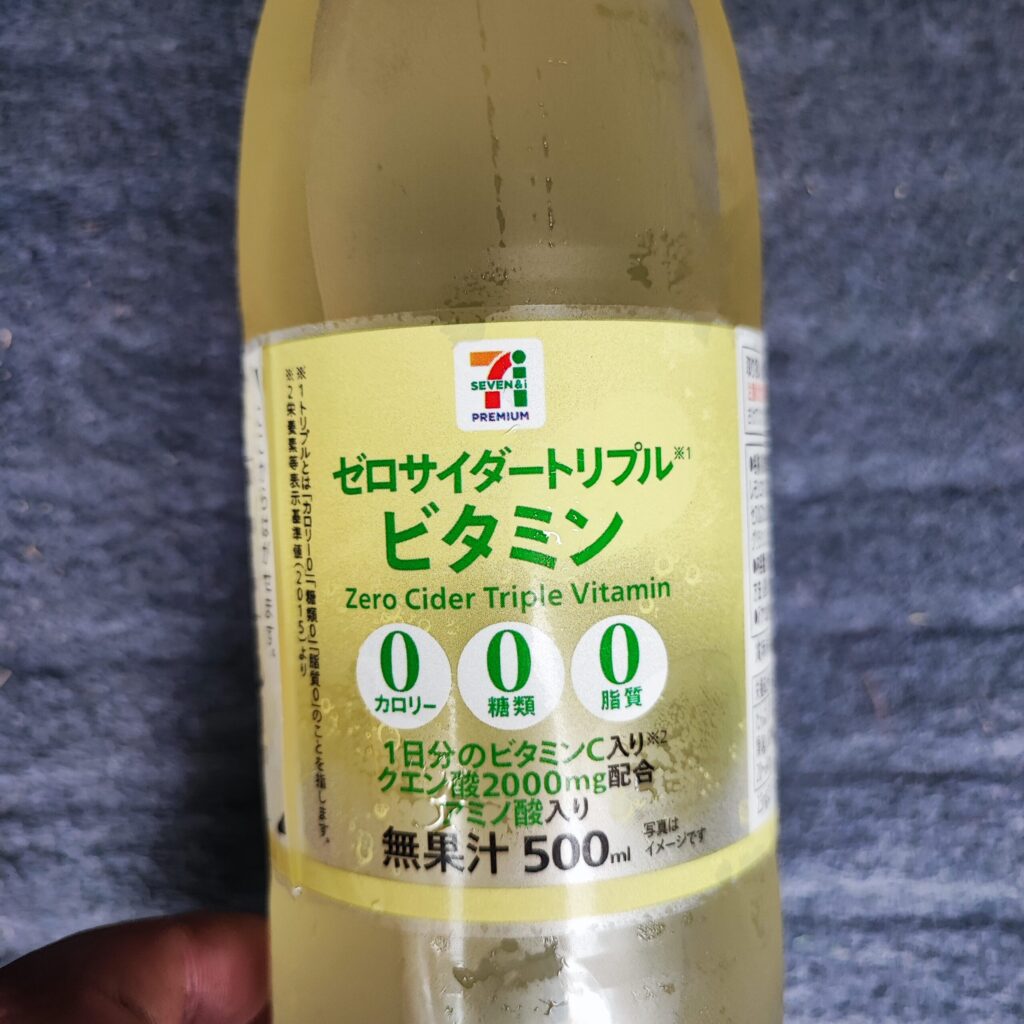 SEVEN&i
PREMIUM
ゼロサイダートリプル※1
ビタミン
Zero Cider Triple Vitamin
0
カロリー
0
糖類
0
脂質
1日分のビタミンC入り※2
クエン酸2000mg配合
アミノ酸入り
無果汁 500ml
写真は
イメージです
※1トリプルとは「カロリー0」「糖類0」「脂質0」のことを指します。
※2栄養素等表示基準値(2015)より